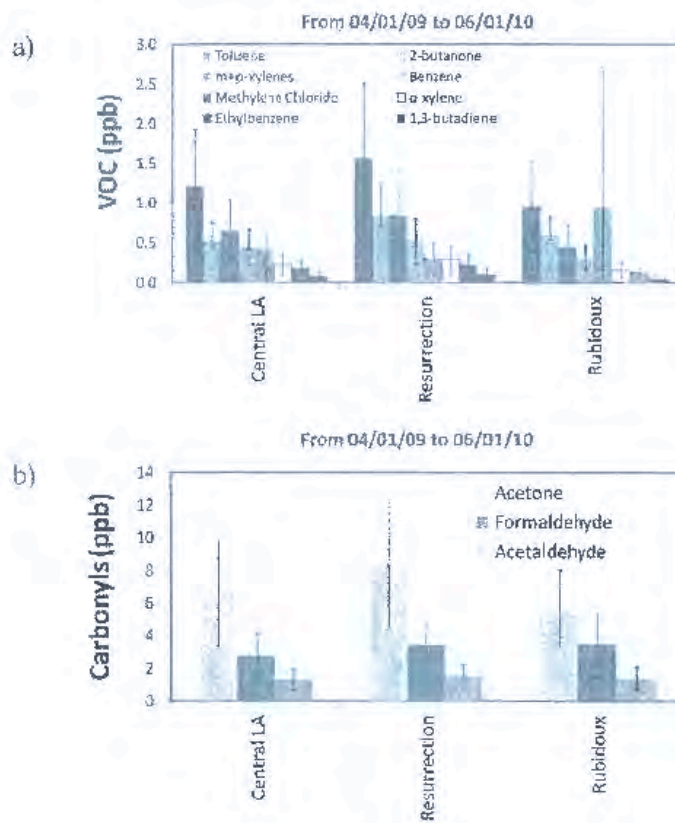 a)
From 04/01/09 to 06/01/10
VOC (ppb)
3.0
2.5
2.0
1.5
1.0
0.5
0.0
Toluene
2-butanone
m+p-xylenes
Benzene
Methylene Chloride
o-xylene
Ethylbenzene
1,3-butadiene
Central LA
Resurrection
Rubidoux
b)
From 04/01/09 to 06/01/10
Carbonyls (ppb)
14
12
10
8
6
4
2
0
Acetone
Formaldehyde
Acetaldehyde
Central LA
Resurrection
Rubidoux